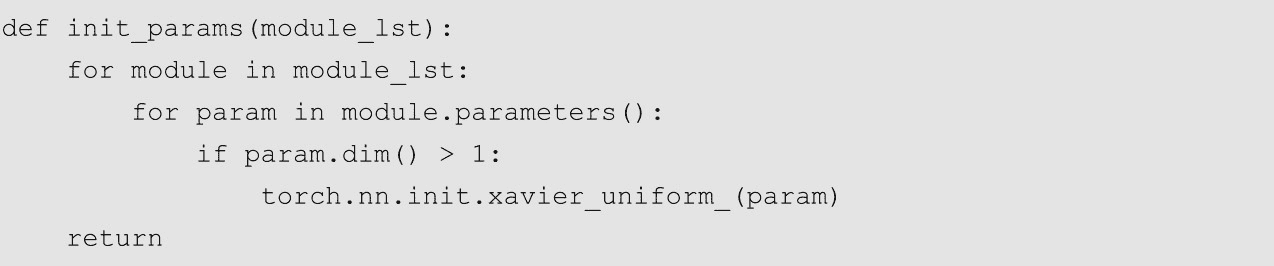 def init_params(module_lst):
    for module in module_lst:
        for param in module.parameters():
            if param.dim() > 1:
                torch.nn.init.xavier_uniform_(param)
    return